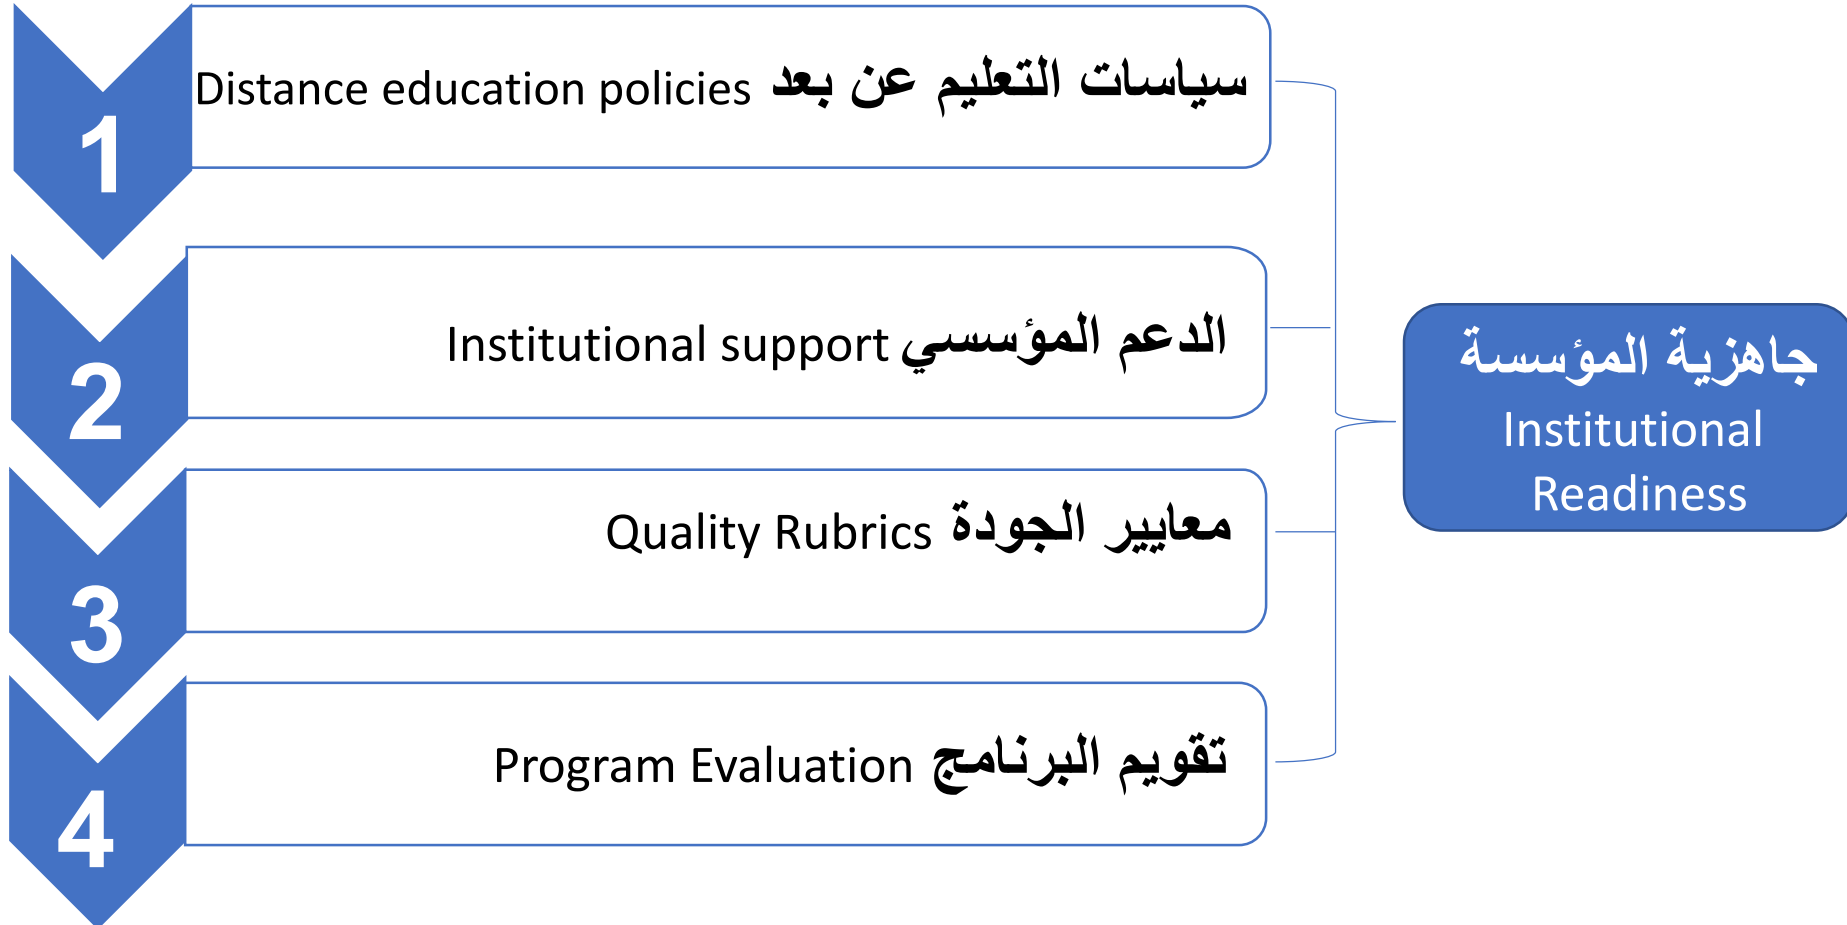 1
سياسات التعليم عن بعد Distance education policies
2
الدعم المؤسسي Institutional support
3
معايير الجودة Quality Rubrics
4
تقويم البرنامج Program Evaluation
جاهزية المؤسسة
Institutional
Readiness